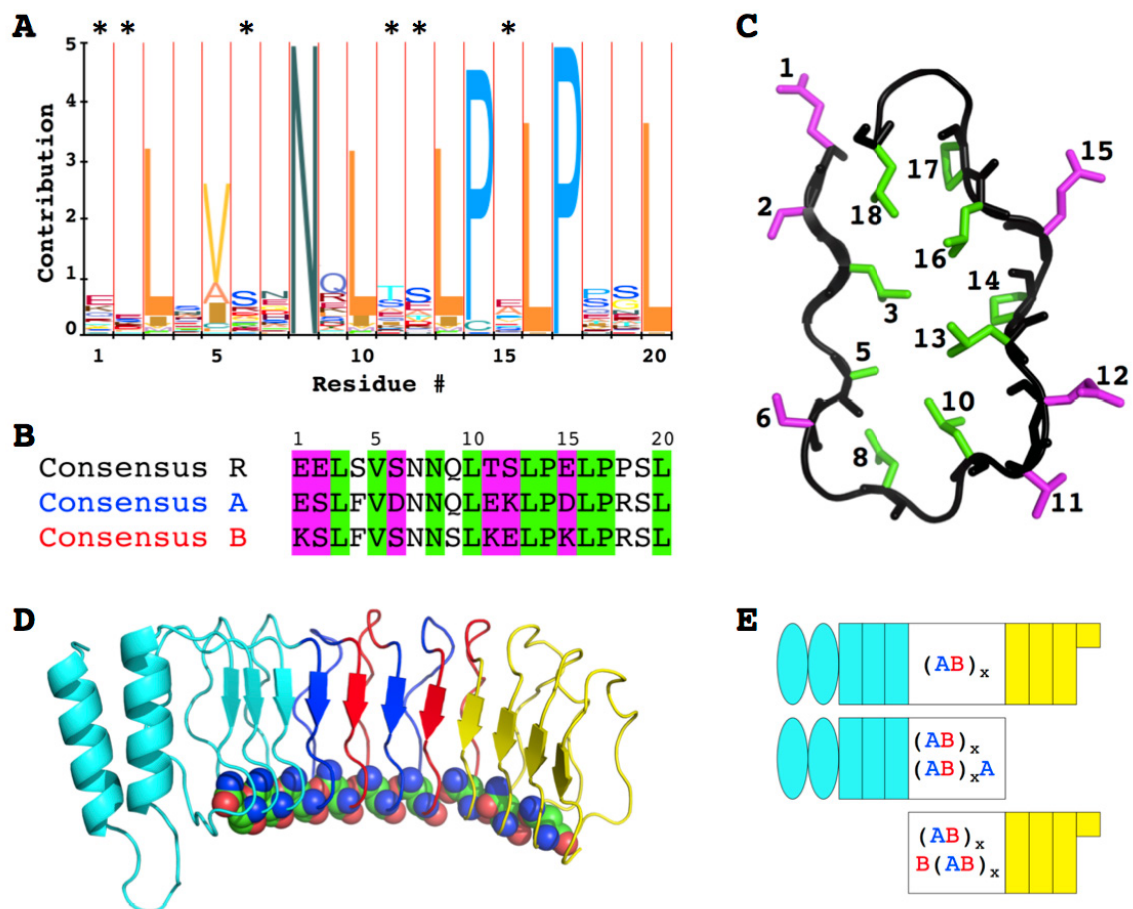 A
* * * * * *
Contribution
5
4
3
2
1
0
L V A N L L P L P L
1 5 10 15 20
Residue #
B
1 5 10 15 20
Consensus R EELSVSNNQLTSLPELPPSL
Consensus A ESLFVDNNQLEKLPDLPRSL
Consensus B KSLFVSNNSLKELPKLPRSL
C
1
17
15
2
18
16
14
3
13
5
12
6
10
8
11
D
E
(AB)x
(AB)x
(AB)xA
(AB)x
B(AB)x